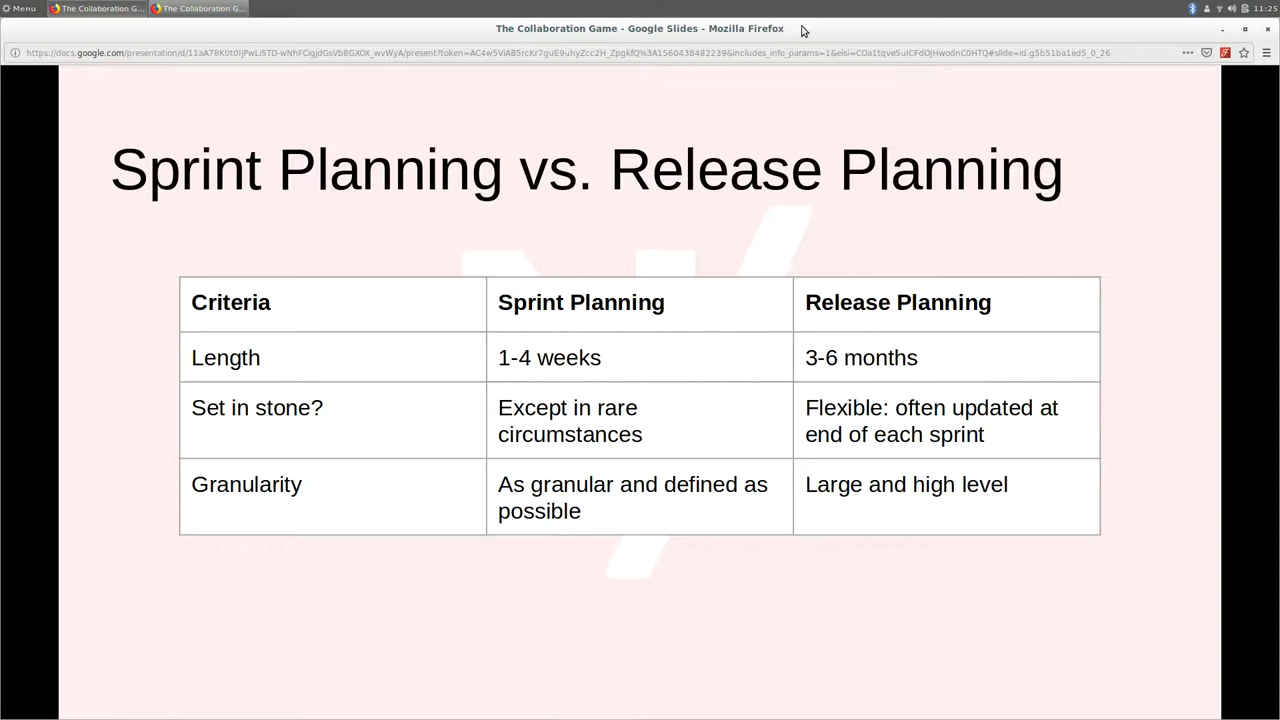 Menu
The Collaboration G...
The Collaboration G...
11:25
The Collaboration Game - Google Slides - Mozilla Firefox
Sprint Planning vs. Release Planning
Criteria
Sprint Planning
Release Planning
Length
1-4 weeks
3-6 months
Set in stone?
Except in rare
circumstances
Flexible: often updated at
end of each sprint
Granularity
As granular and defined as
possible
Large and high level